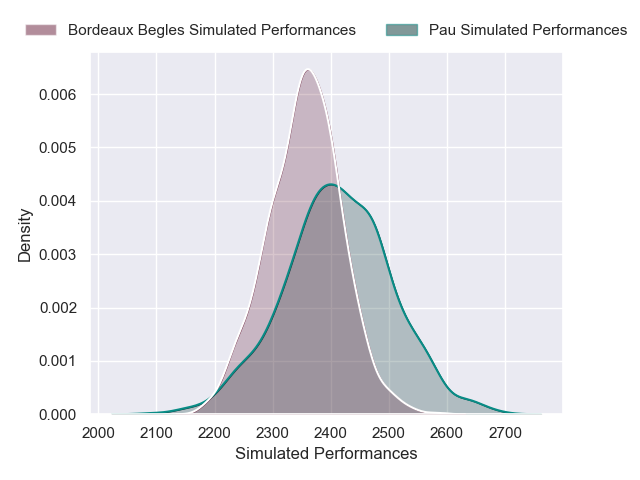 Bordeaux Begles Simulated Performances
Pau Simulated Performances
Density
0.006
0.005
0.004
0.003
0.002
0.001
0.000
2000 2100 2200 2300 2400 2500 2600 2700
Simulated Performances